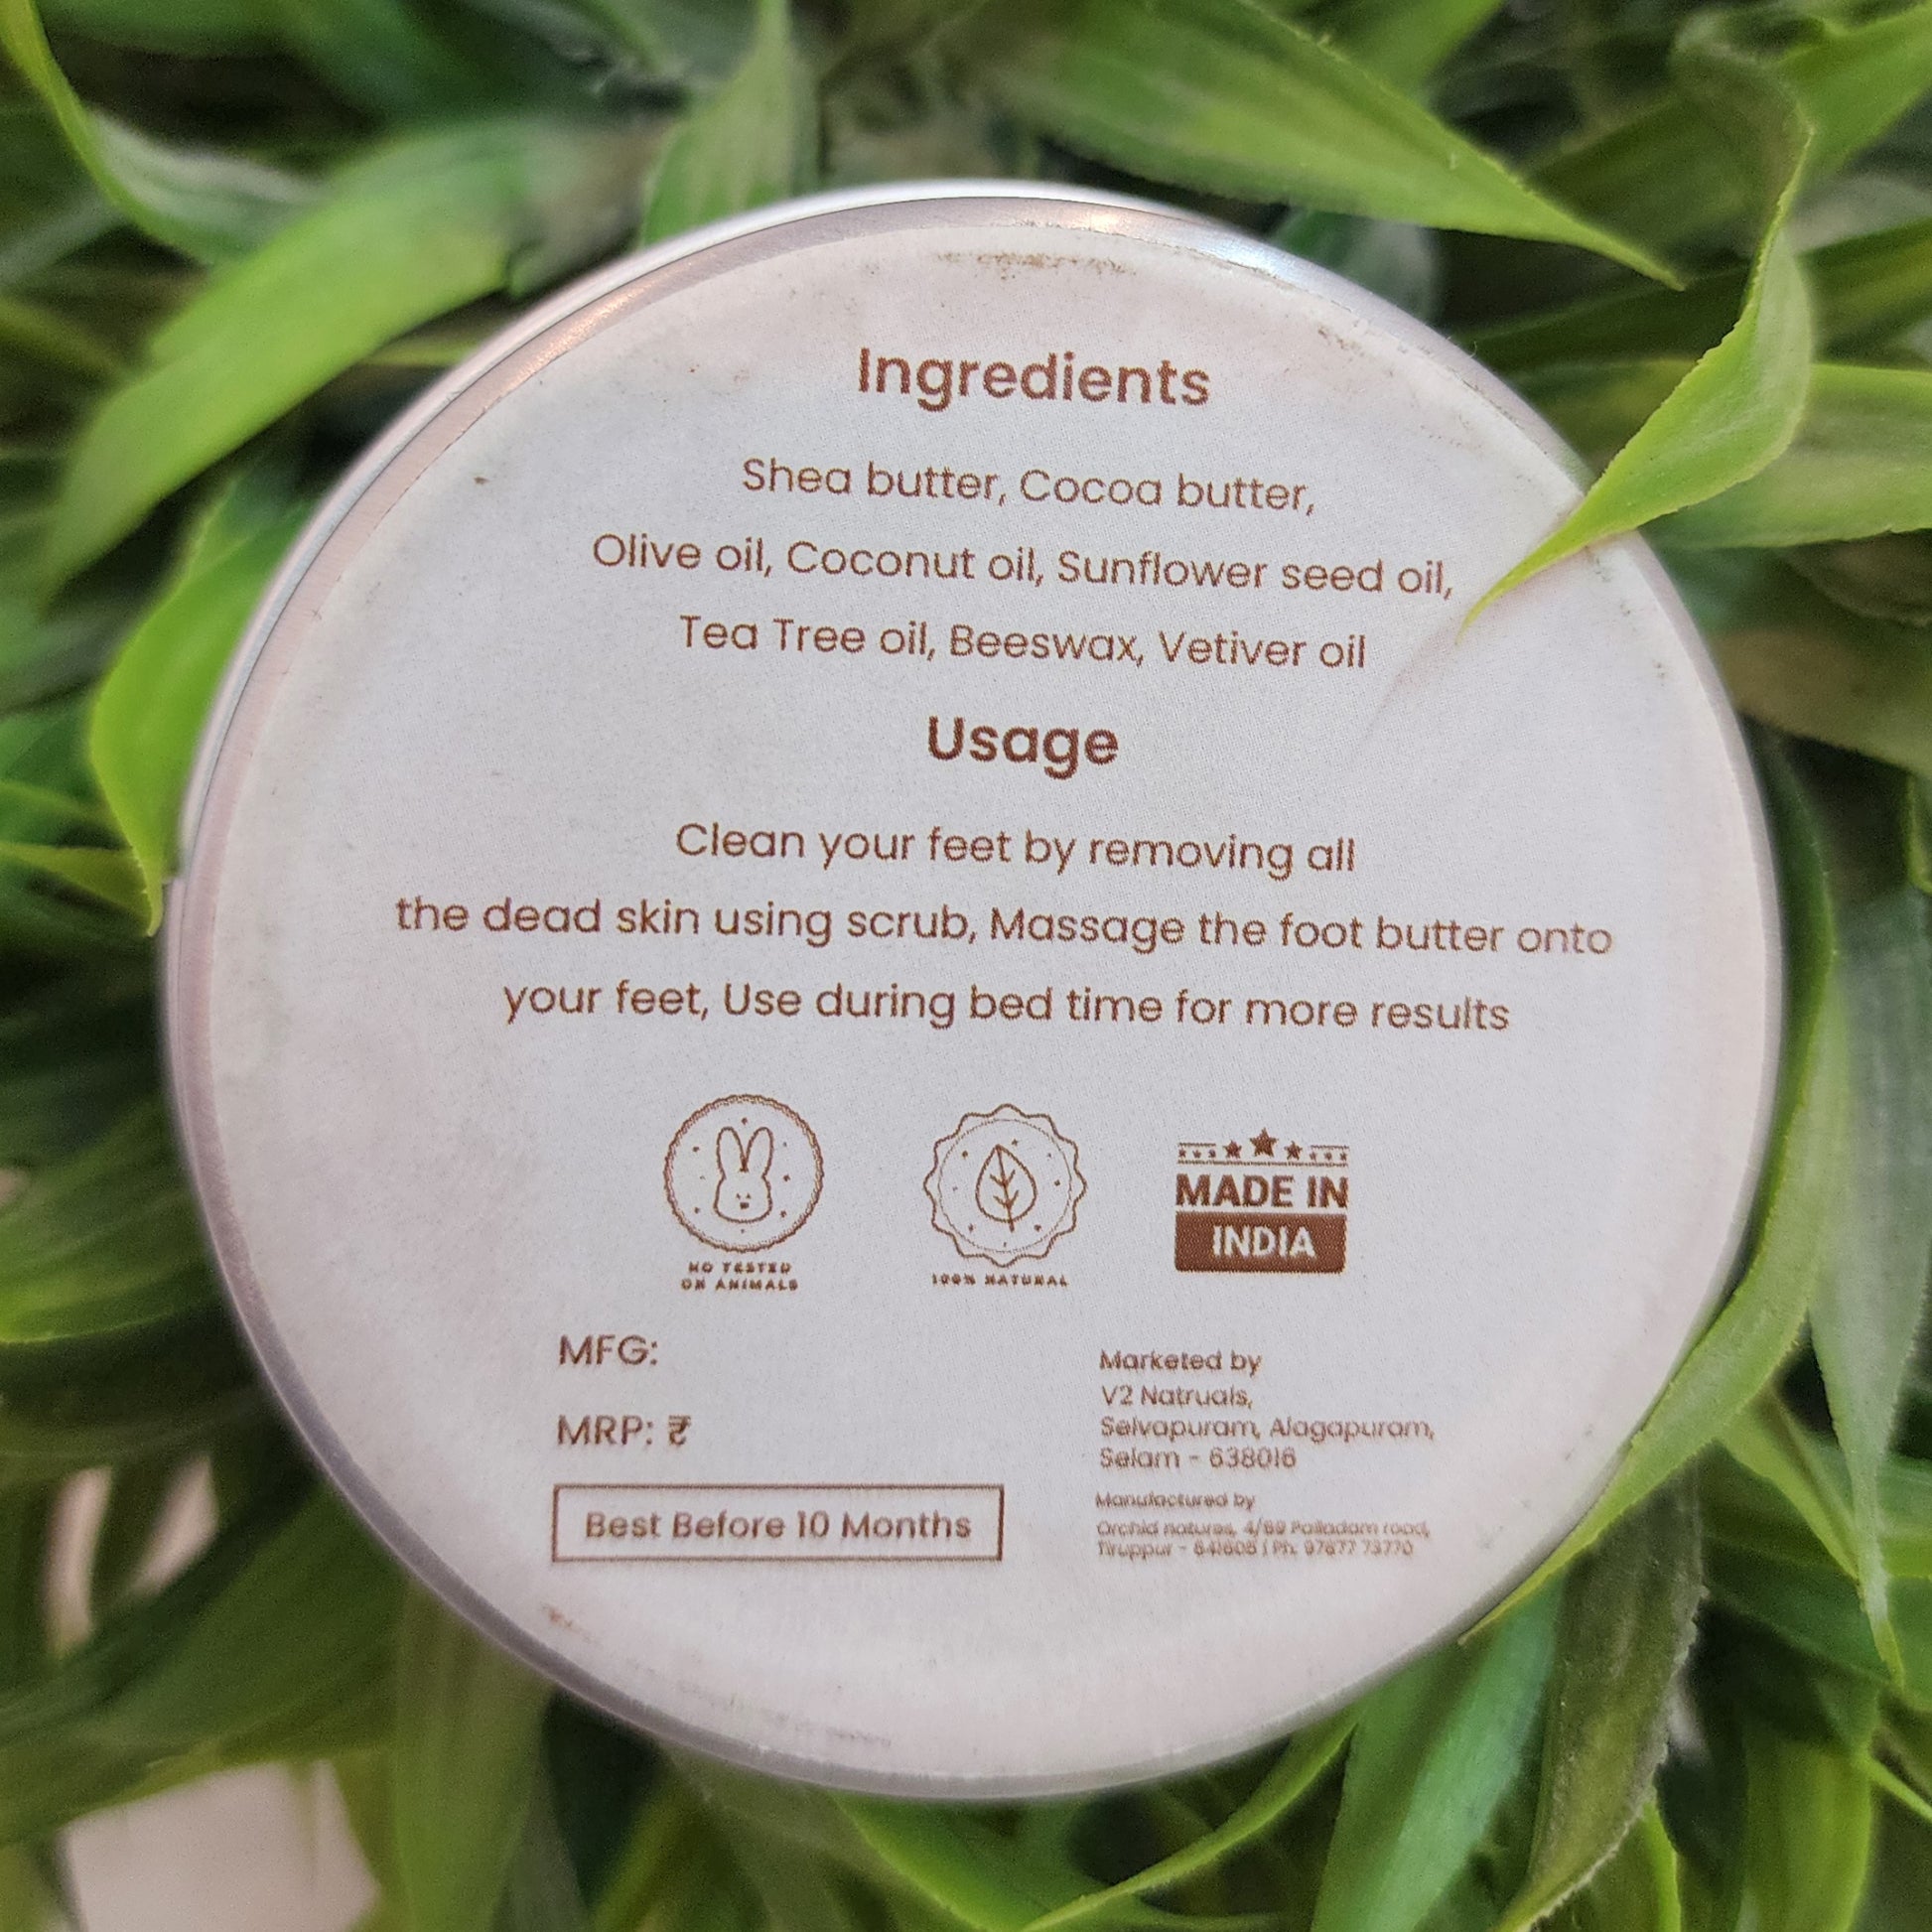 Ingredients
Shea butter, Cocoa butter,
Olive oil, Coconut oil, Sunflower seed oil,
Tea Tree oil, Beeswax, Vetiver oil
Usage
Clean your feet by removing all
the dead skin using scrub, Massage the foot butter onto
your feet, Use during bed time for more results
NO TESTED
ON ANIMALS
100% NATURAL
MADE IN
INDIA
MFG:
MRP: ₹
Best Before 10 Months
Marketed by
V2 Natruals,
Selvapuram, Alagapuram,
Selam - 638016
Manufactured by
Orchid natures, 4/69 Palladam road,
Tiruppur - 641605 | Ph: 97877 73770